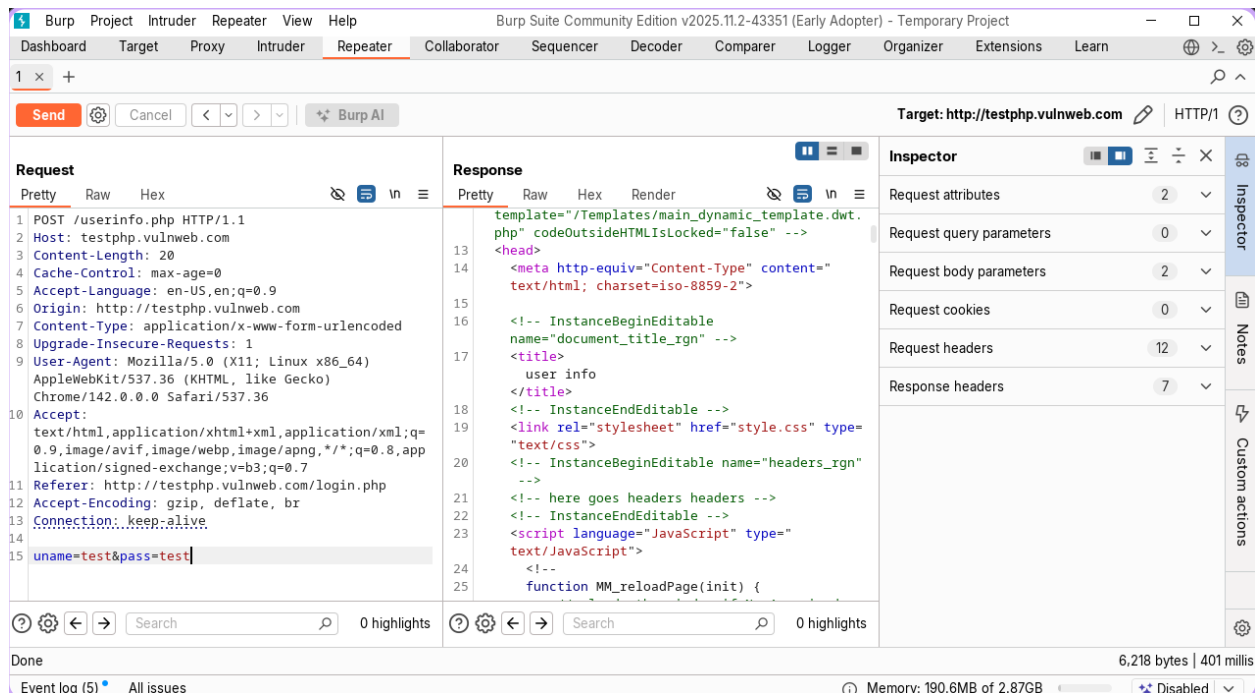 Burp Project Intruder Repeater View Help Burp Suite Community Edition v2025.11.2-43351 (Early Adopter) - Temporary Project
Dashboard Target Proxy Intruder Repeater Collaborator Sequencer Decoder Comparer Logger Organizer Extensions Learn
1 × +
Send Cancel Burp AI Target: http://testphp.vulnweb.com HTTP/1
Request
Pretty Raw Hex \n
1 POST /userinfo.php HTTP/1.1
2 Host: testphp.vulnweb.com
3 Content-Length: 20
4 Cache-Control: max-age=0
5 Accept-Language: en-US,en;q=0.9
6 Origin: http://testphp.vulnweb.com
7 Content-Type: application/x-www-form-urlencoded
8 Upgrade-Insecure-Requests: 1
9 User-Agent: Mozilla/5.0 (X11; Linux x86_64)
AppleWebKit/537.36 (KHTML, like Gecko)
Chrome/142.0.0.0 Safari/537.36
10 Accept:
text/html,application/xhtml+xml,application/xml;q=
0.9,image/avif,image/webp,image/apng,*/*;q=0.8,app
lication/signed-exchange;v=b3;q=0.7
11 Referer: http://testphp.vulnweb.com/login.php
12 Accept-Encoding: gzip, deflate, br
13 Connection: keep-alive
14
15 uname=test&pass=test
Search 0 highlights
Response
Pretty Raw Hex Render \n
template="/Templates/main_dynamic_template.dwt.
php" codeOutsideHTMLIsLocked="false" -->
13 <head>
14 <meta http-equiv="Content-Type" content="
text/html; charset=iso-8859-2">
15
16 <!-- InstanceBeginEditable
name="document_title_rgn" -->
17 <title>
user info
</title>
18 <!-- InstanceEndEditable -->
19 <link rel="stylesheet" href="style.css" type=
"text/css">
20 <!-- InstanceBeginEditable name="headers_rgn"
-->
21 <!-- here goes headers headers -->
22 <!-- InstanceEndEditable -->
23 <script language="JavaScript" type="
text/JavaScript">
24 <!--
25 function MM_reloadPage(init) {
Search 0 highlights
Inspector
Request attributes 2
Request query parameters 0
Request body parameters 2
Request cookies 0
Request headers 12
Response headers 7
Inspector
Notes
Custom actions
Done 6,218 bytes | 401 millis
Event log (5) All issues Memory: 190.6MB of 2.87GB Disabled